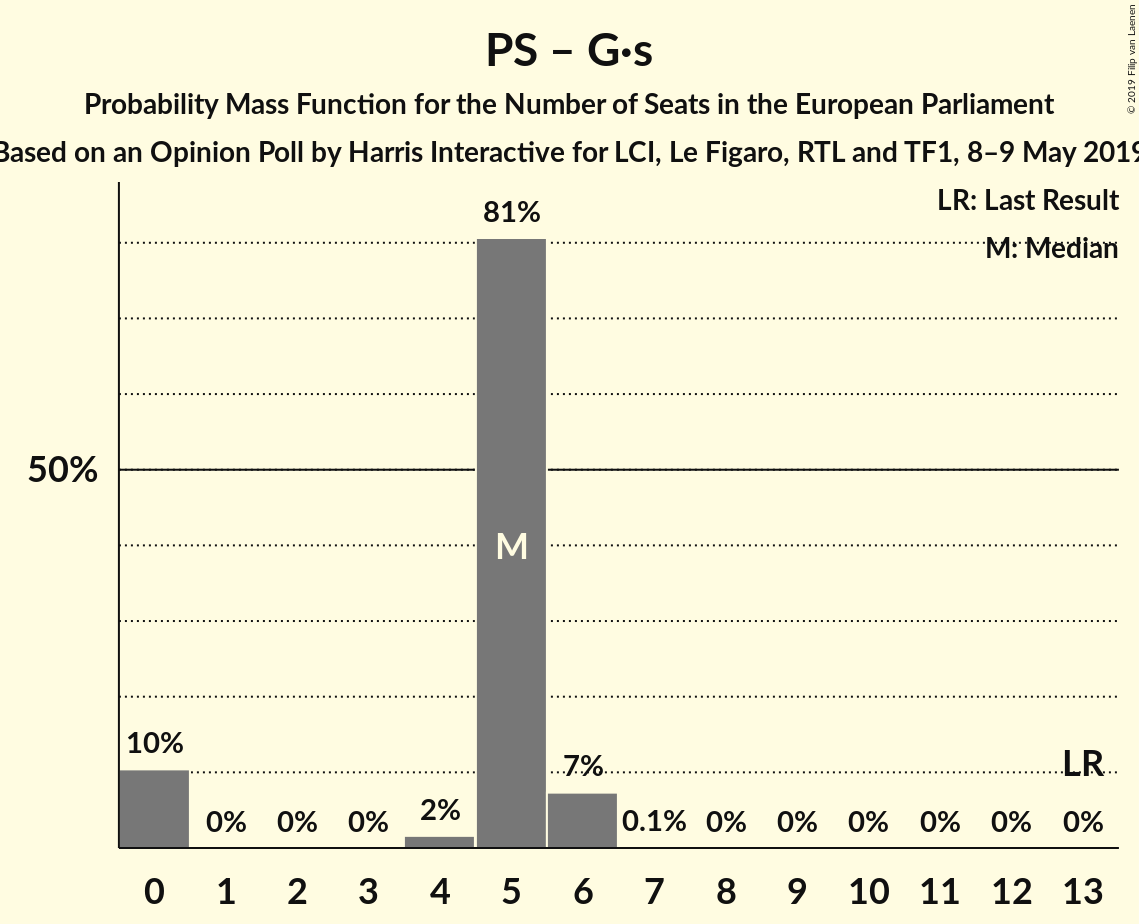 PS – G·s
Probability Mass Function for the Number of Seats in the European Parliament
Based on an Opinion Poll by Harris Interactive for LCI, Le Figaro, RTL and TF1, 8–9 May 2019
© 2019 Filip van Laenen
LR: Last Result
M: Median
81%
50%
M
10%
0%
0%
0%
2%
7%
0.1%
0%
0%
0%
0%
0%
0%
LR
0 1 2 3 4 5 6 7 8 9 10 11 12 13